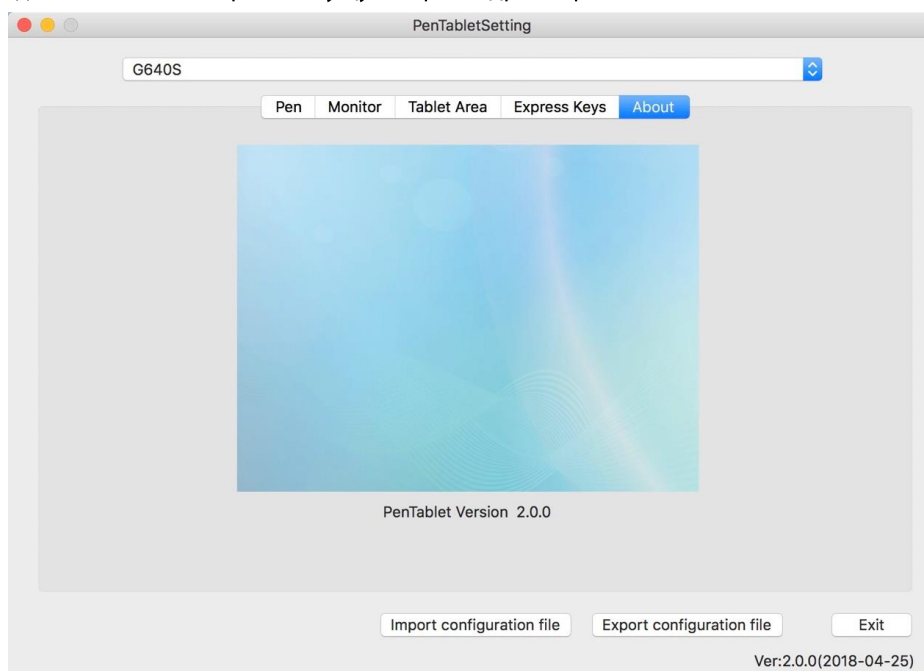 PenTabletSetting
G640S
Pen Monitor Tablet Area Express Keys About
PenTablet Version 2.0.0
Import configuration file Export configuration file Exit
Ver:2.0.0(2018-04-25)